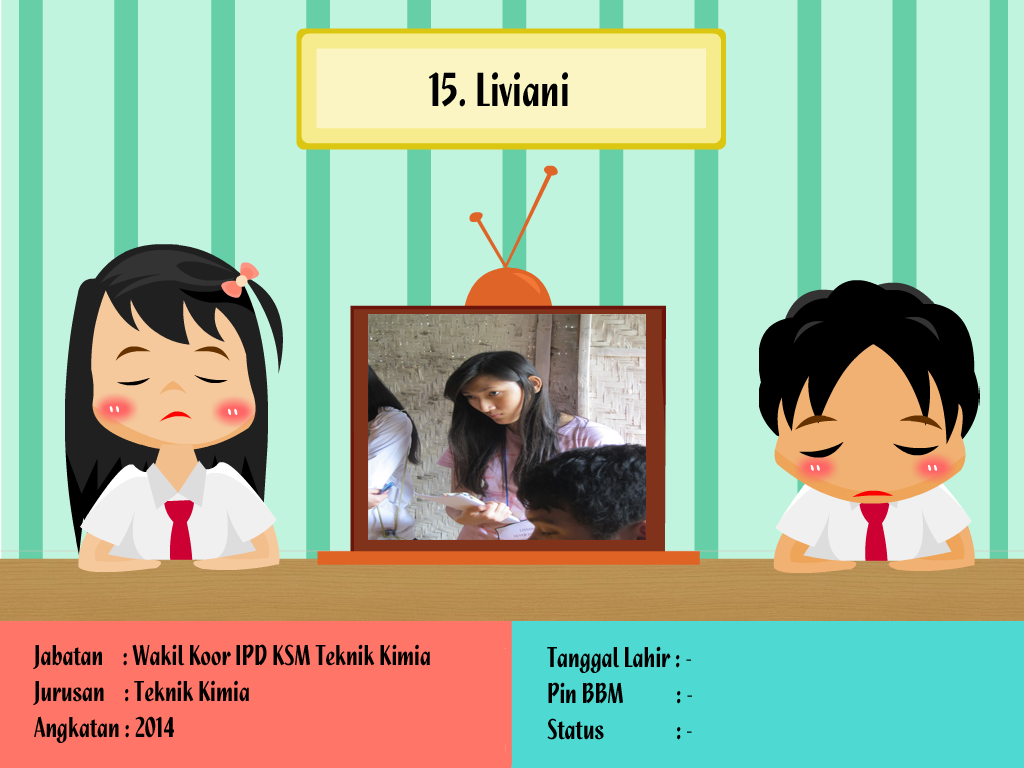 15. Liviani
Jabatan : Wakil Koor IPD KSM Teknik Kimia
Jurusan : Teknik Kimia
Angkatan : 2014
Tanggal Lahir : -
Pin BBM : -
Status : -